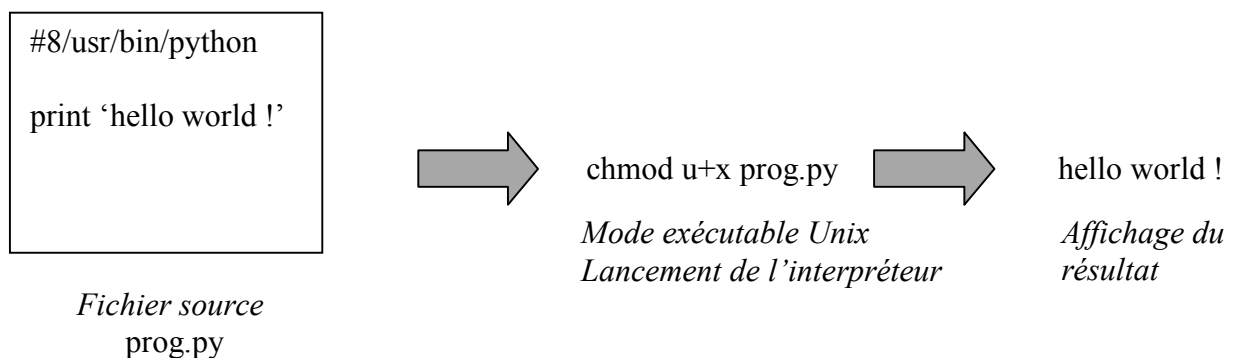 #8/usr/bin/python
print ‘hello world !’
Fichier source
prog.py
chmod u+x prog.py
Mode exécutable Unix
Lancement de l’interpréteur
hello world !
Affichage du
résultat